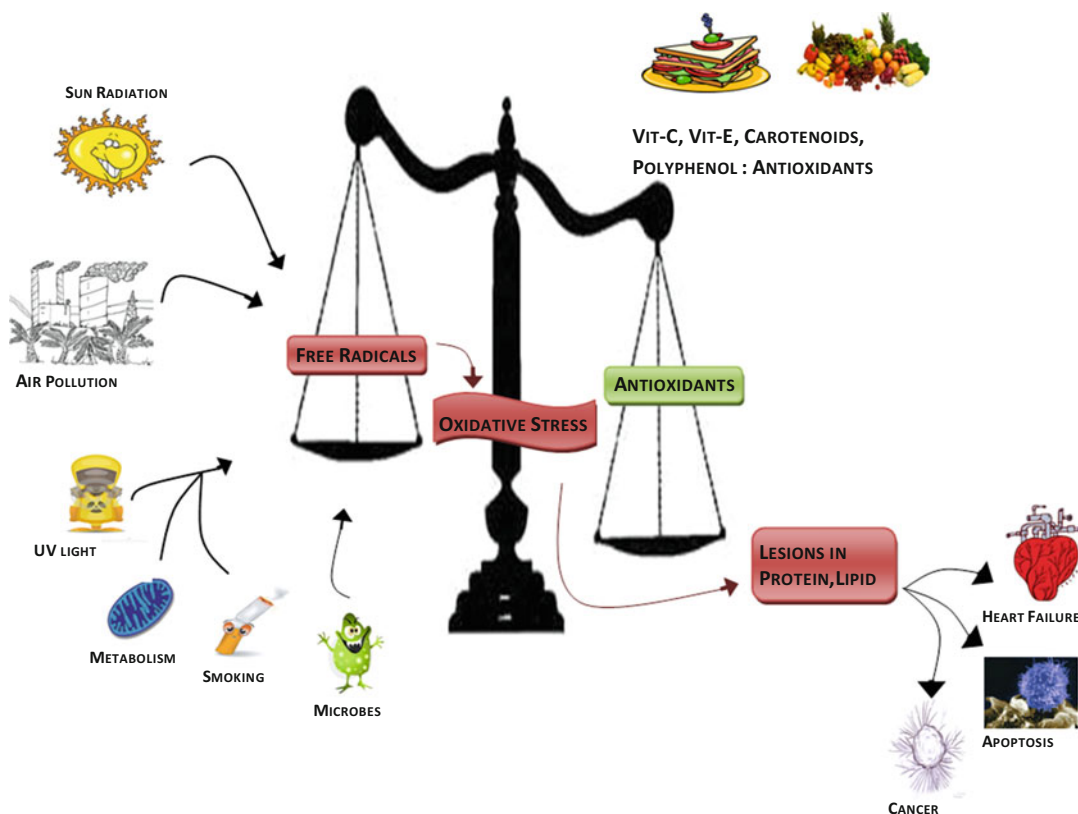 SUN RADIATION
VIT-C, VIT-E, CAROTENOIDS,
POLYPHENOL : ANTIOXIDANTS
AIR POLLUTION
FREE RADICALS
ANTIOXIDANTS
OXIDATIVE STRESS
UV LIGHT
METABOLISM
SMOKING
MICROBES
LESIONS IN
PROTEIN,LIPID
HEART FAILURE
APOPTOSIS
CANCER